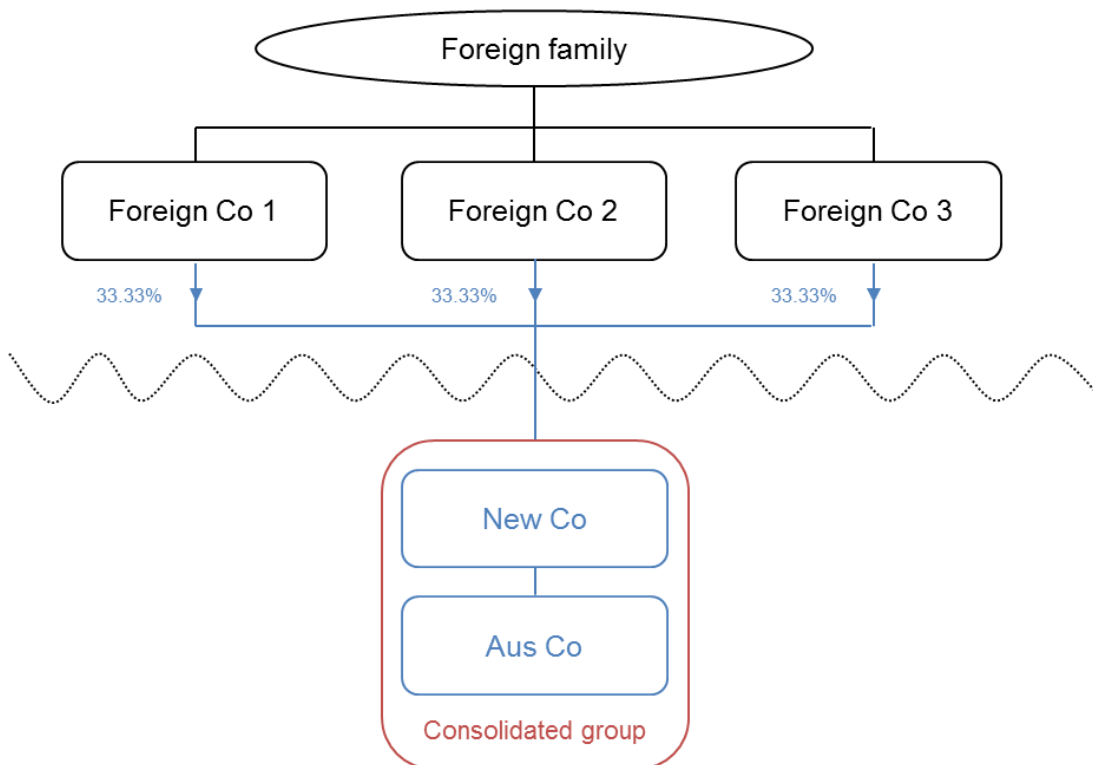 Foreign family
Foreign Co 1
Foreign Co 2
Foreign Co 3
33.33%
33.33%
33.33%
New Co
Aus Co
Consolidated group